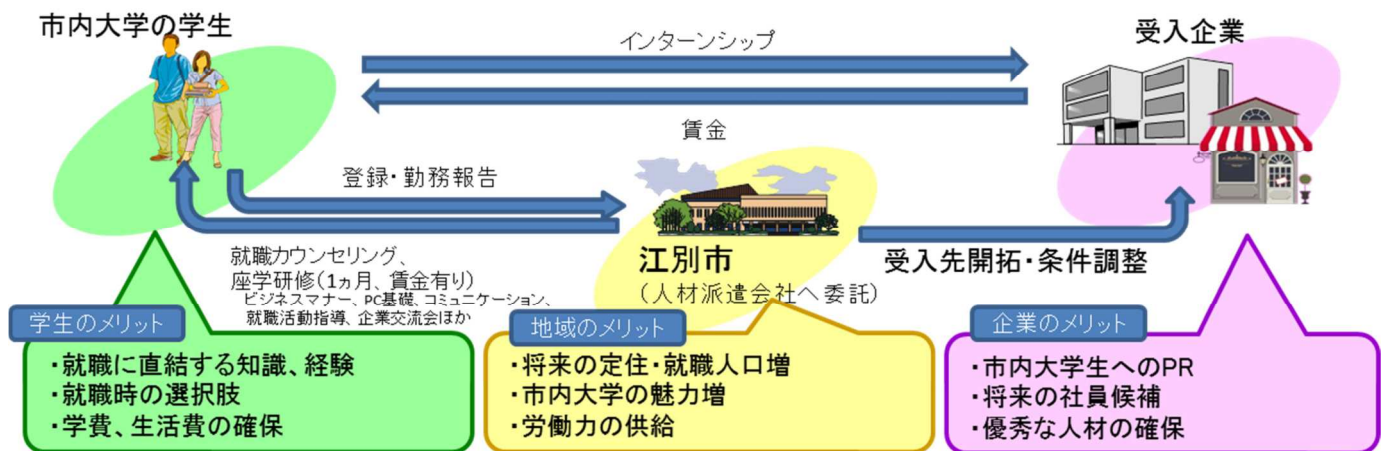 市内大学の学生
インターンシップ
受入企業
賃金
登録・勤務報告
就職カウンセリング、
座学研修(1ヵ月、賃金有り)
ビジネスマナー、PC基礎、コミュニケーション、
就職活動指導、企業交流会ほか
江別市
(人材派遣会社へ委託)
受入先開拓・条件調整
学生のメリット
・就職に直結する知識、経験
・就職時の選択肢
・学費、生活費の確保
地域のメリット
・将来の定住・就職人口増
・市内大学の魅力増
・労働力の供給
企業のメリット
・市内大学生へのPR
・将来の社員候補
・優秀な人材の確保